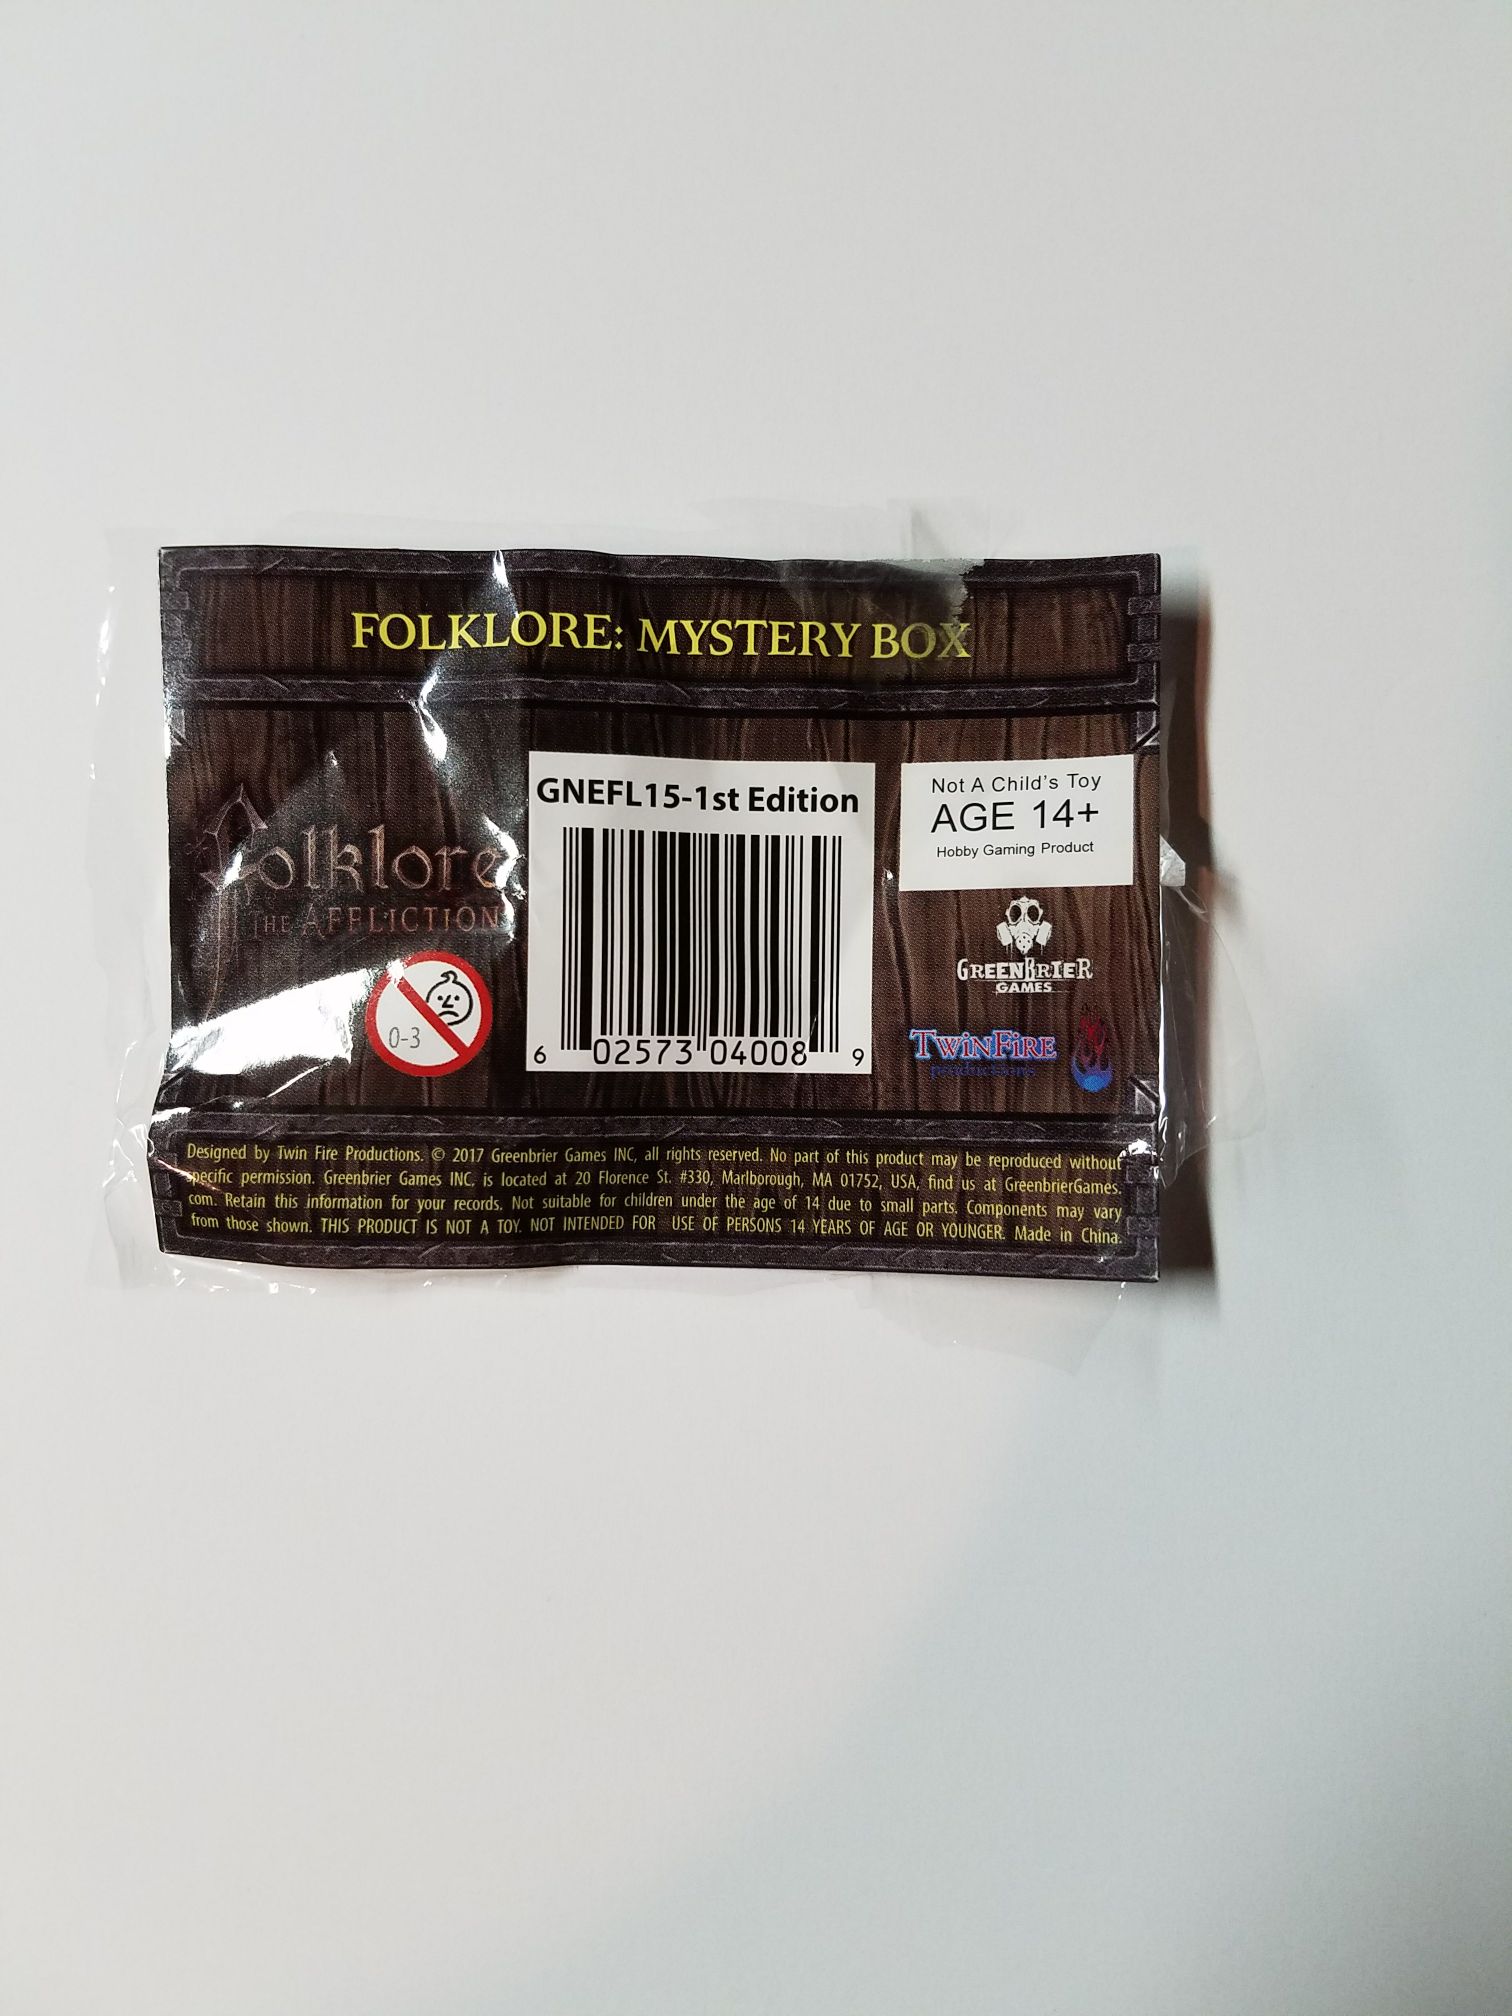 FOLKLORE: MYSTERY BOX
Folklore
THE AFFLICTION
0-3
GNEFL15-1st Edition
6 02573 04008 9
Not A Child's Toy
AGE 14+
Hobby Gaming Product
GREENBRIER
GAMES
TWINFIRE
productions
Designed by Twin Fire Productions. © 2017 Greenbrier Games INC, all rights reserved. No part of this product may be reproduced without
specific permission. Greenbrier Games INC, is located at 20 Florence St. #330, Marlborough, MA 01752, USA, find us at GreenbrierGames.
com. Retain this information for your records. Not suitable for children under the age of 14 due to small parts. Components may vary
from those shown. THIS PRODUCT IS NOT A TOY. NOT INTENDED FOR USE OF PERSONS 14 YEARS OF AGE OR YOUNGER. Made in China.